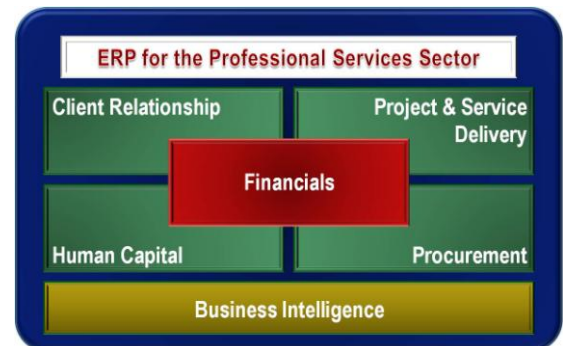 ERP for the Professional Services Sector
Client Relationship
Project & Service
Delivery
Financials
Human Capital
Procurement
Business Intelligence